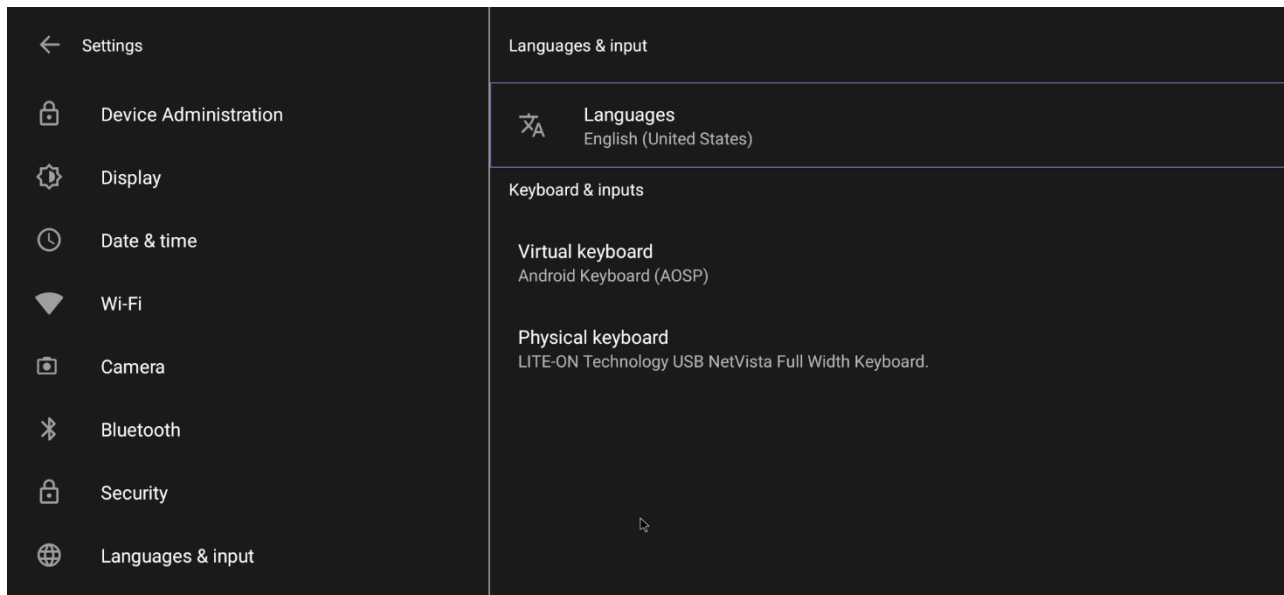 Settings
Device Administration
Display
Date & time
Wi-Fi
Camera
Bluetooth
Security
Languages & input
Languages & input
Languages
English (United States)
Keyboard & inputs
Virtual keyboard
Android Keyboard (AOSP)
Physical keyboard
LITE-ON Technology USB NetVista Full Width Keyboard.